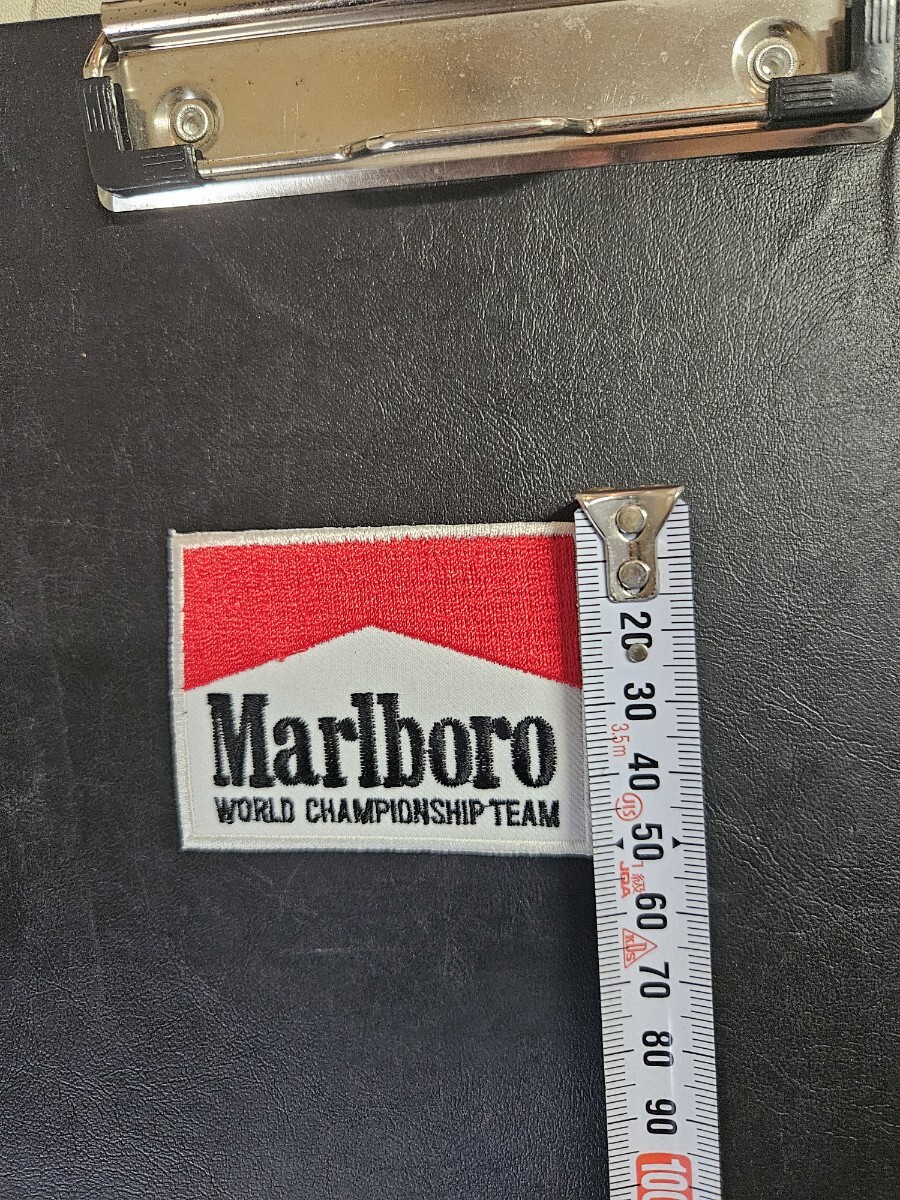 Marlboro
WORLD CHAMPIONSHIP TEAM
20
30
3.5m
40
JIS
50
1級
JQA
60
KDS
70
80
90
100